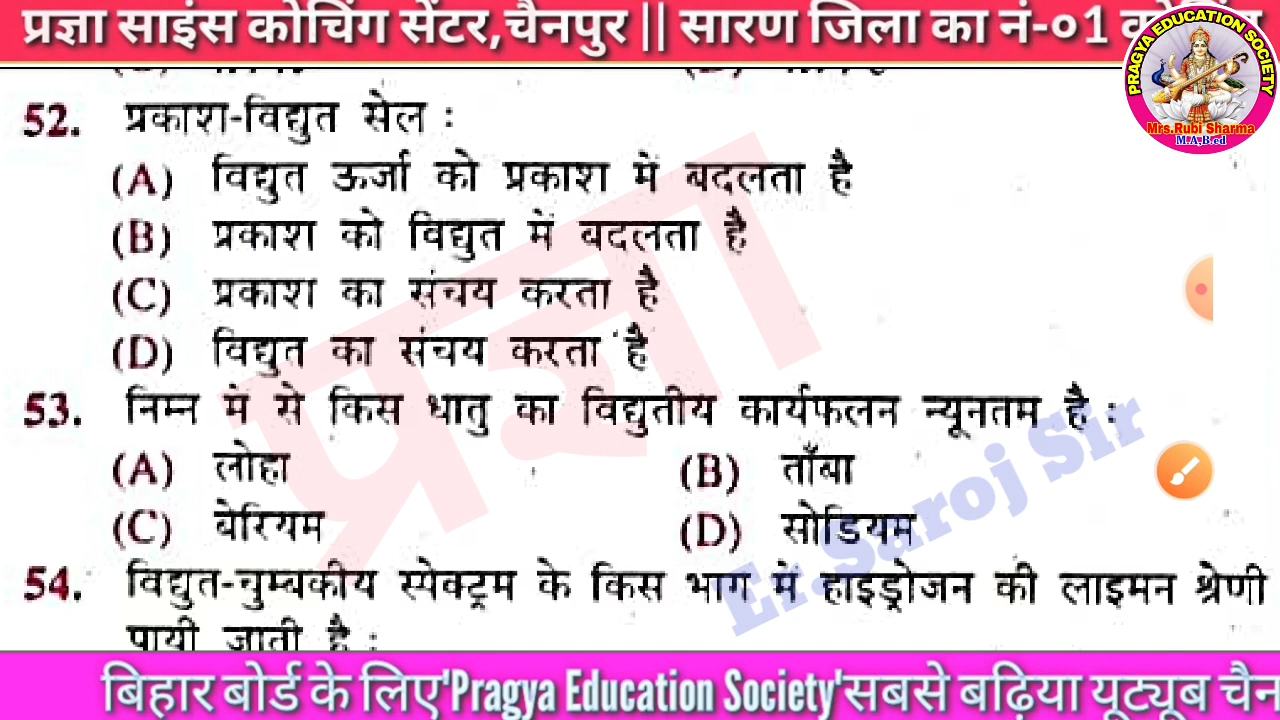 प्रज्ञा साइंस कोचिंग सेंटर,चैनपुर || सारण जिला का नं-०1
PRAGYA EDUCATION SOCIETY
Mrs.Rubi Sharma
M.A,B.ed
52. प्रकाश-विद्युत सेल :
(A) विद्युत ऊर्जा को प्रकाश में बदलता है
(B) प्रकाश को विद्युत में बदलता है
(C) प्रकाश का संचय करता है
(D) विद्युत का संचय करता है
53. निम्न में से किस धातु का विद्युतीय कार्यफलन न्यूनतम है :
(A) लोहा (B) ताँबा
(C) बेरियम (D) सोडियम
54. विद्युत-चुम्बकीय स्पेक्ट्रम के किस भाग में हाइड्रोजन की लाइमन श्रेणी
पायी जाती है :
प्रज्ञा
Er.Saroj Sir
बिहार बोर्ड के लिए'Pragya Education Society'सबसे बढ़िया यूट्यूब चैन